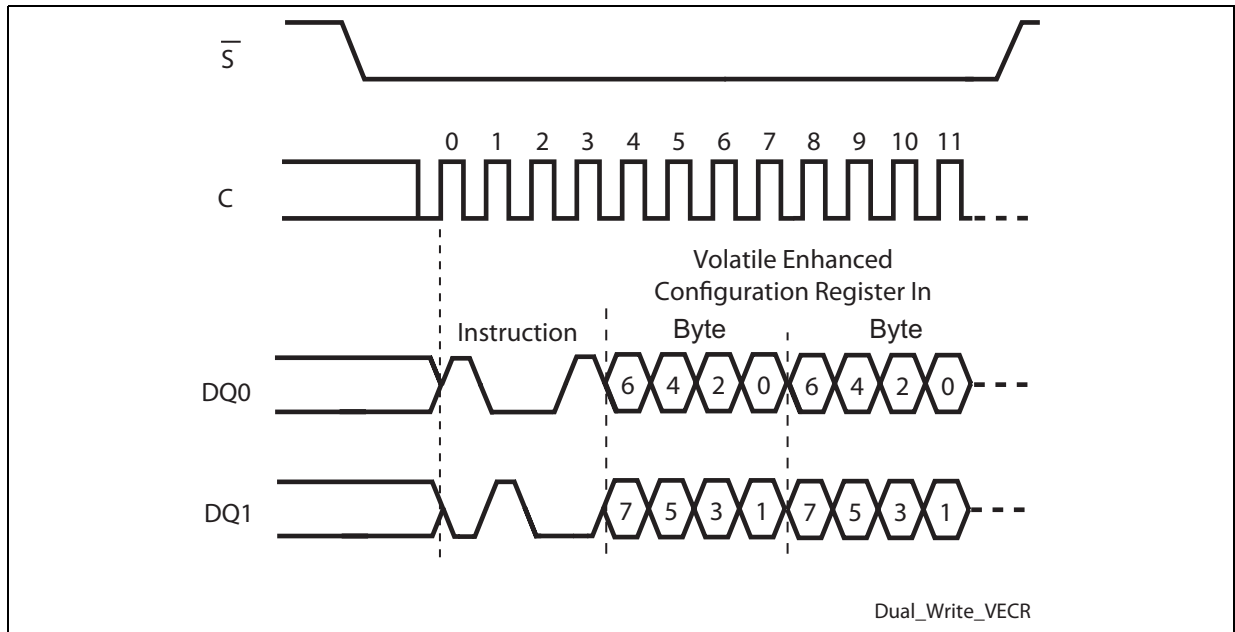 S
0 1 2 3 4 5 6 7 8 9 10 11
C
Volatile Enhanced
Configuration Register In
Instruction Byte Byte
DQ0 6 4 2 0 6 4 2 0
DQ1 7 5 3 1 7 5 3 1
Dual_Write_VECR